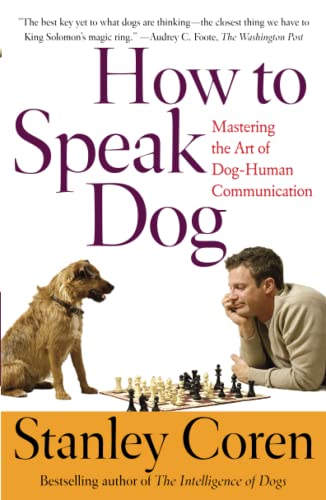 "The best key yet to what dogs are thinking—the closest thing we have to
King Solomon's magic ring." —Audrey C. Foote, The Washington Post
How to
Speak
Dog
Mastering
the Art of
Dog-Human
Communication
Stanley Coren
Bestselling author of The Intelligence of Dogs